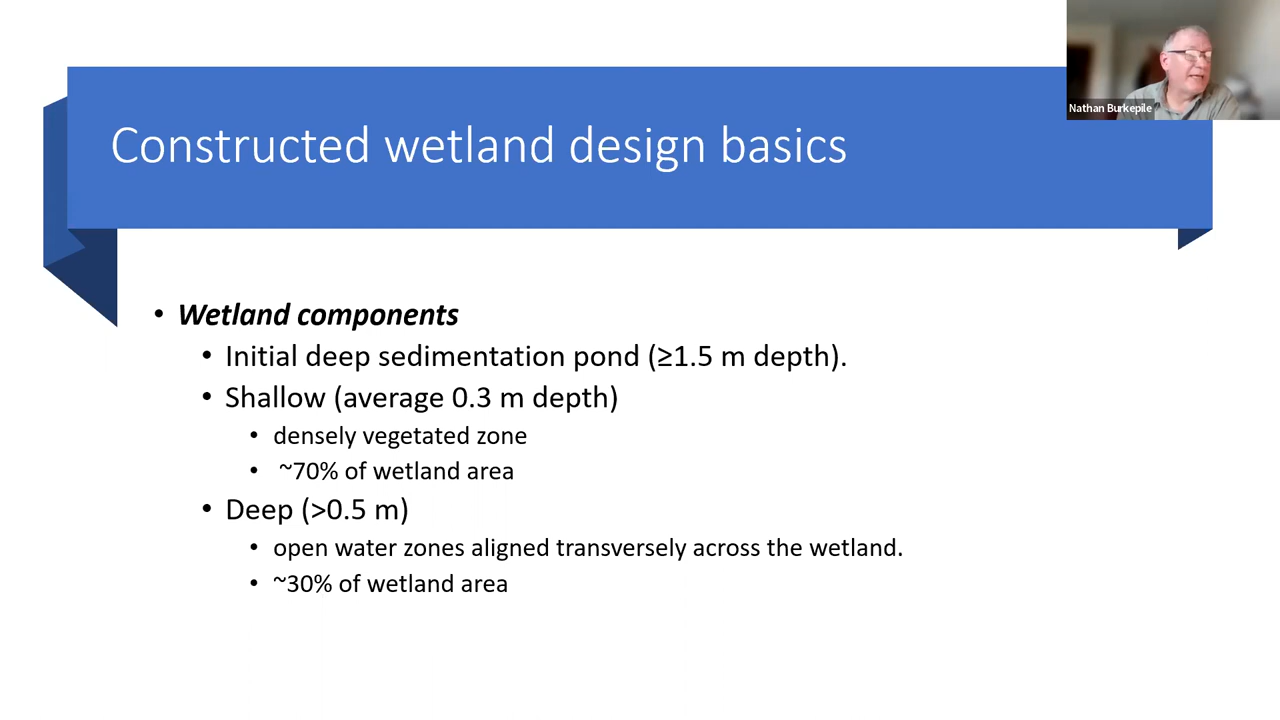 Nathan Burkepile
Constructed wetland design basics
• Wetland components
• Initial deep sedimentation pond (≥1.5 m depth).
• Shallow (average 0.3 m depth)
• densely vegetated zone
• ~70% of wetland area
• Deep (>0.5 m)
• open water zones aligned transversely across the wetland.
• ~30% of wetland area